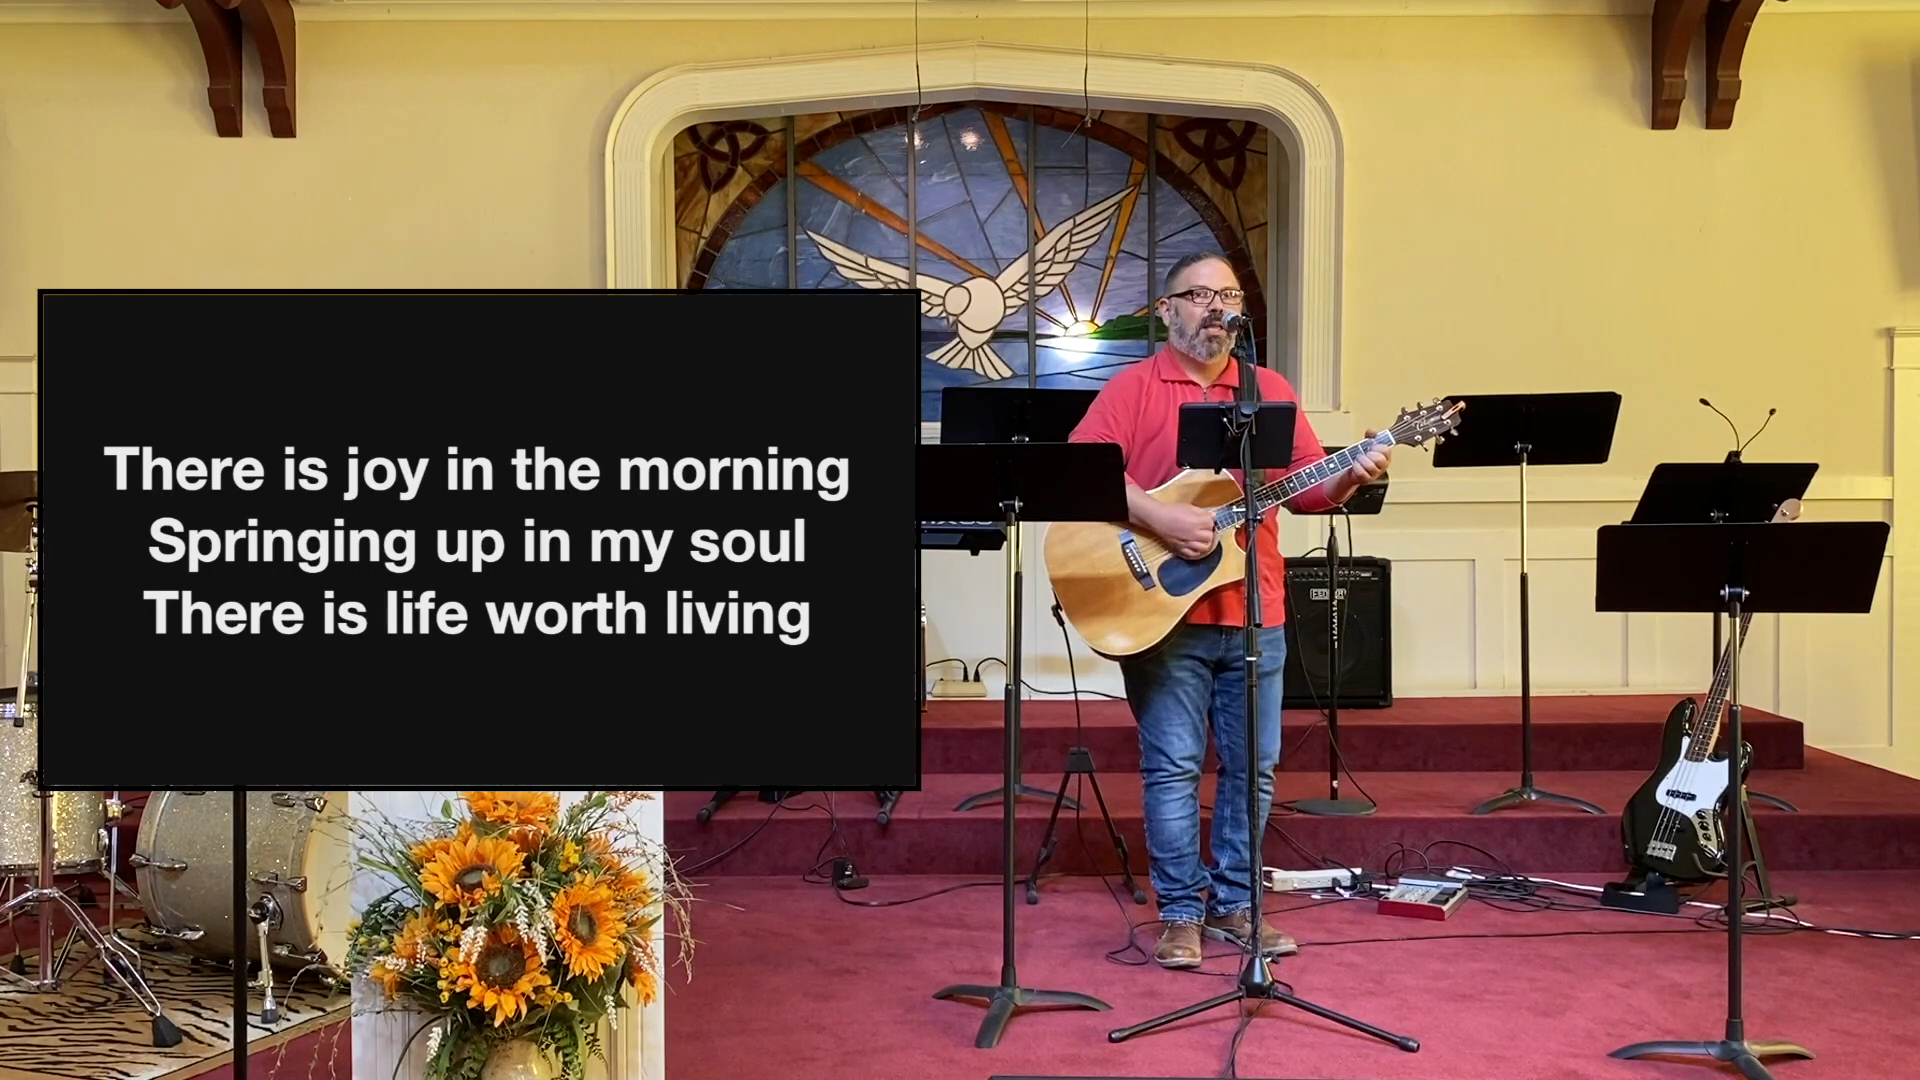 There is joy in the morning
Springing up in my soul
There is life worth living